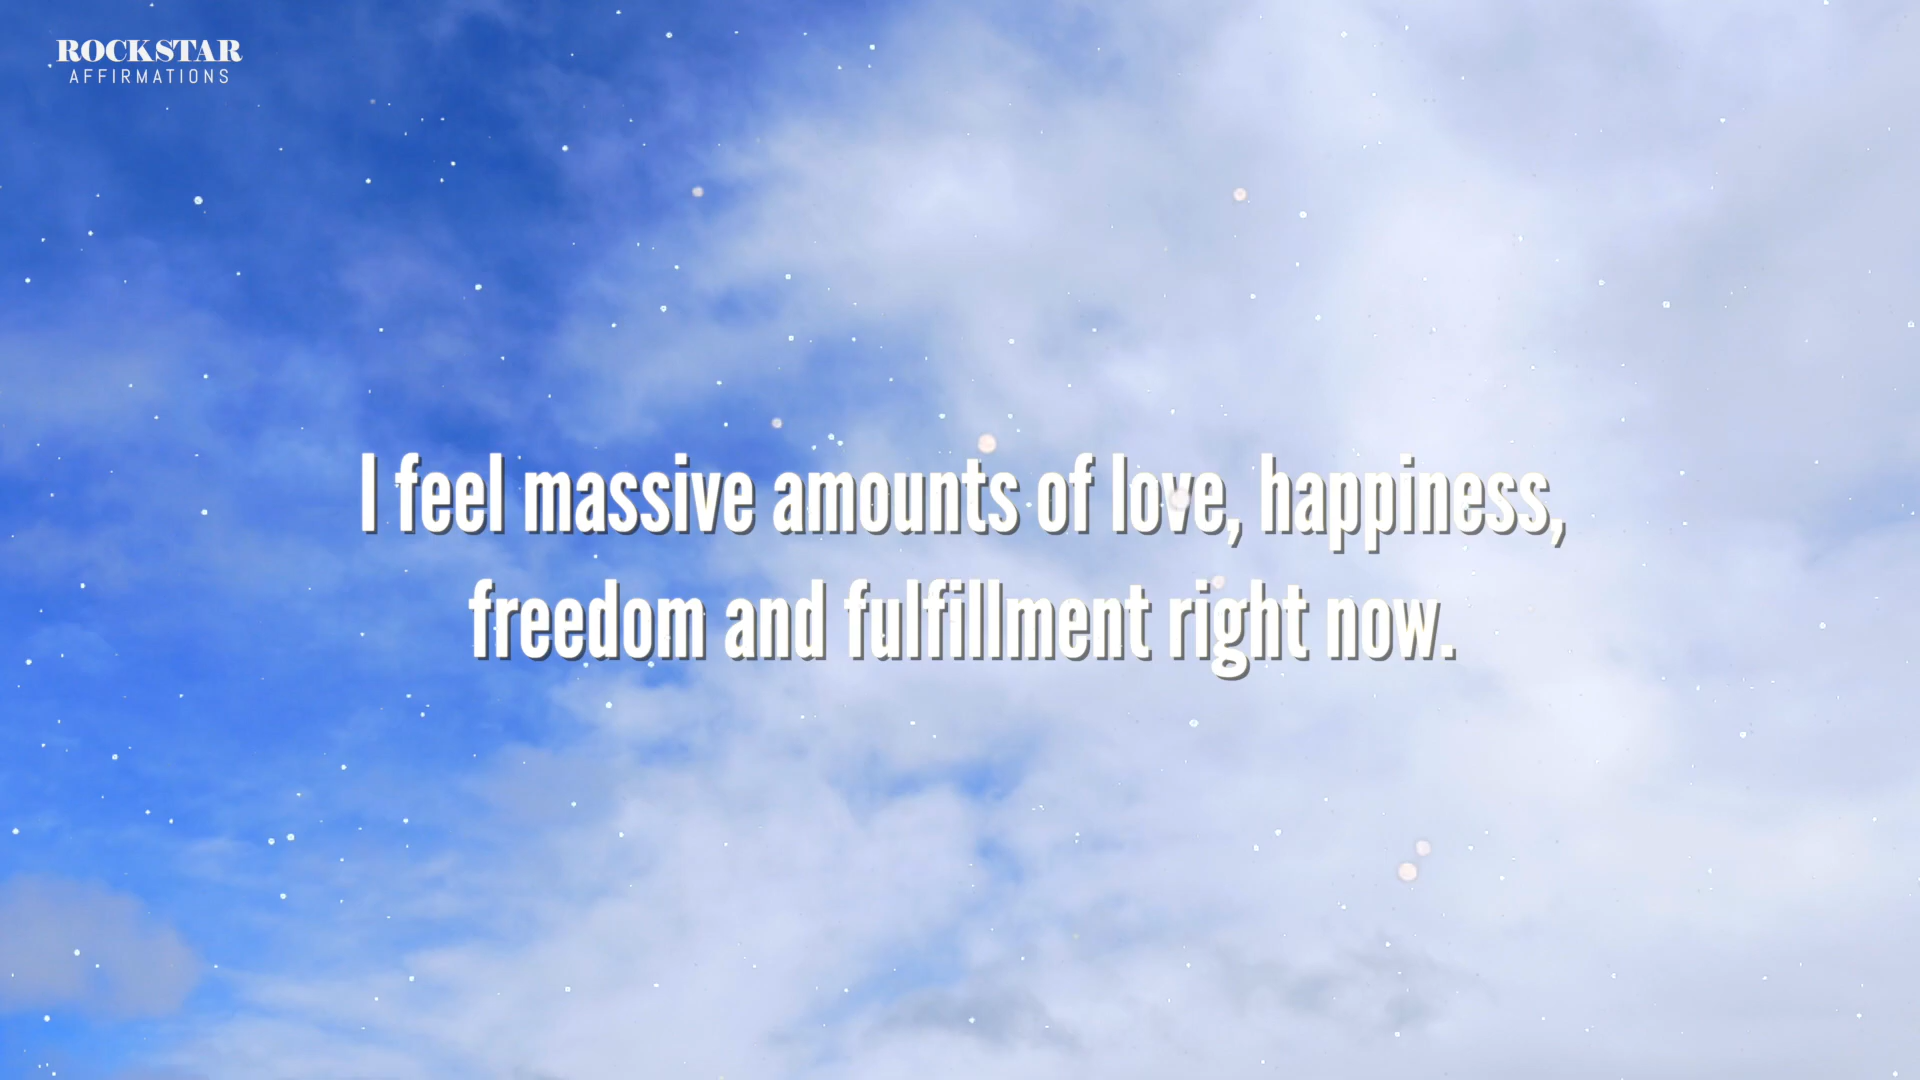 ROCKSTAR
AFFIRMATIONS
I feel massive amounts of love, happiness,
freedom and fulfillment right now.